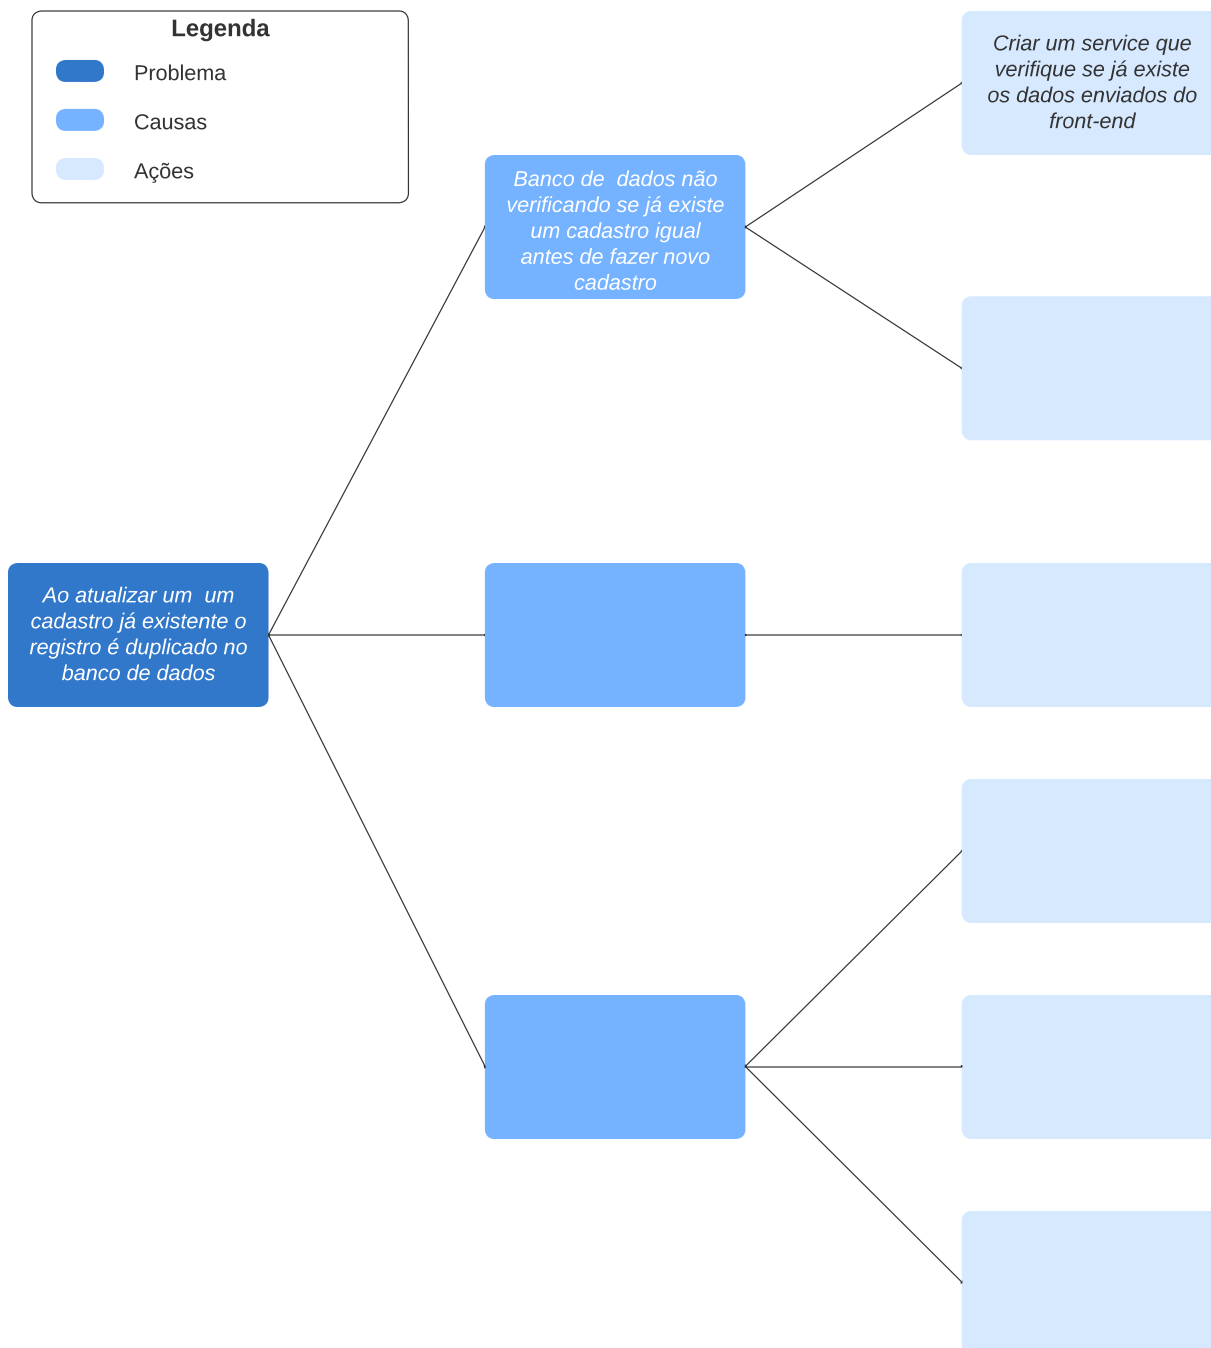 Legenda
Problema
Causas
Ações
Criar um service que
verifique se já existe
os dados enviados do
front-end
Banco de  dados não
verificando se já existe
um cadastro igual
antes de fazer novo
cadastro
Ao atualizar um  um
cadastro já existente o
registro é duplicado no
banco de dados